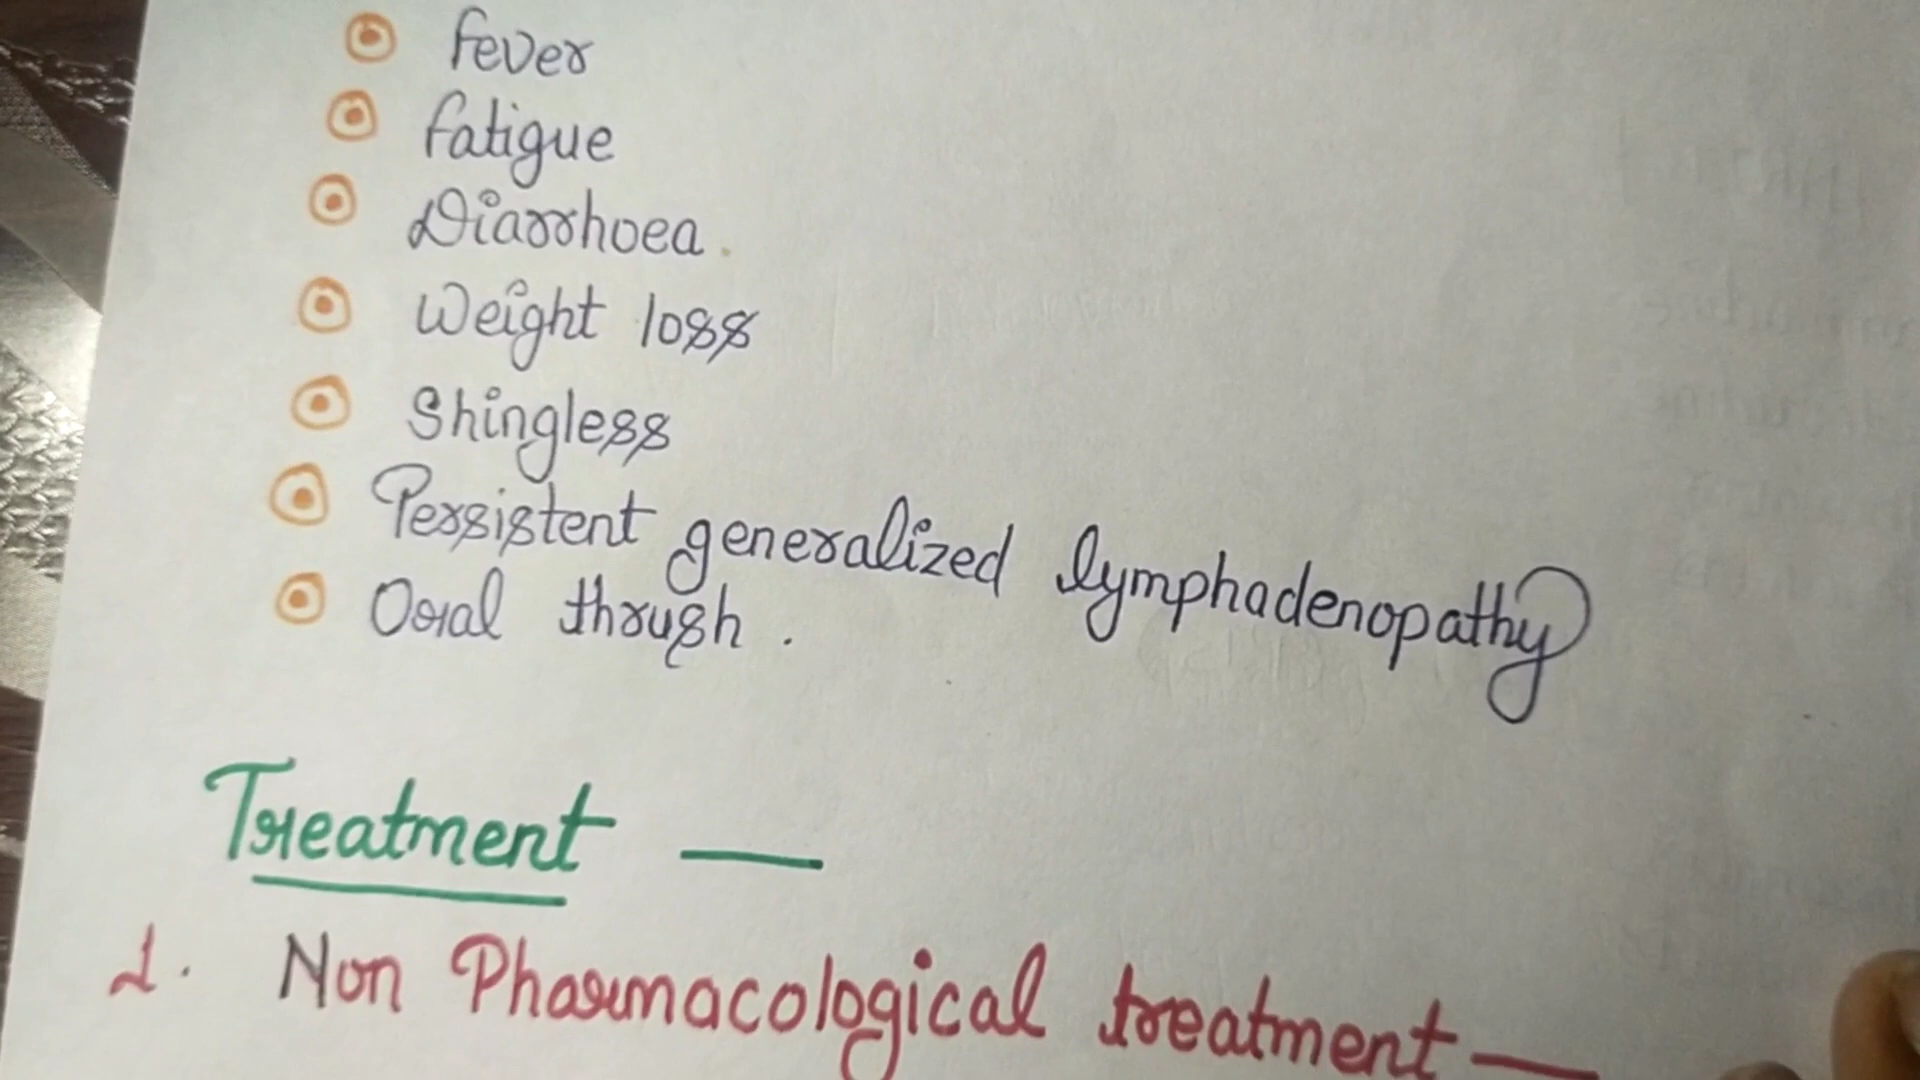 fever
fatigue
Diarrhoea.
Weight loss
Shingless
Persistent generalized lymphadenopathy
Oral thrush.
Treatment —
1. Non Pharmacological treatment —